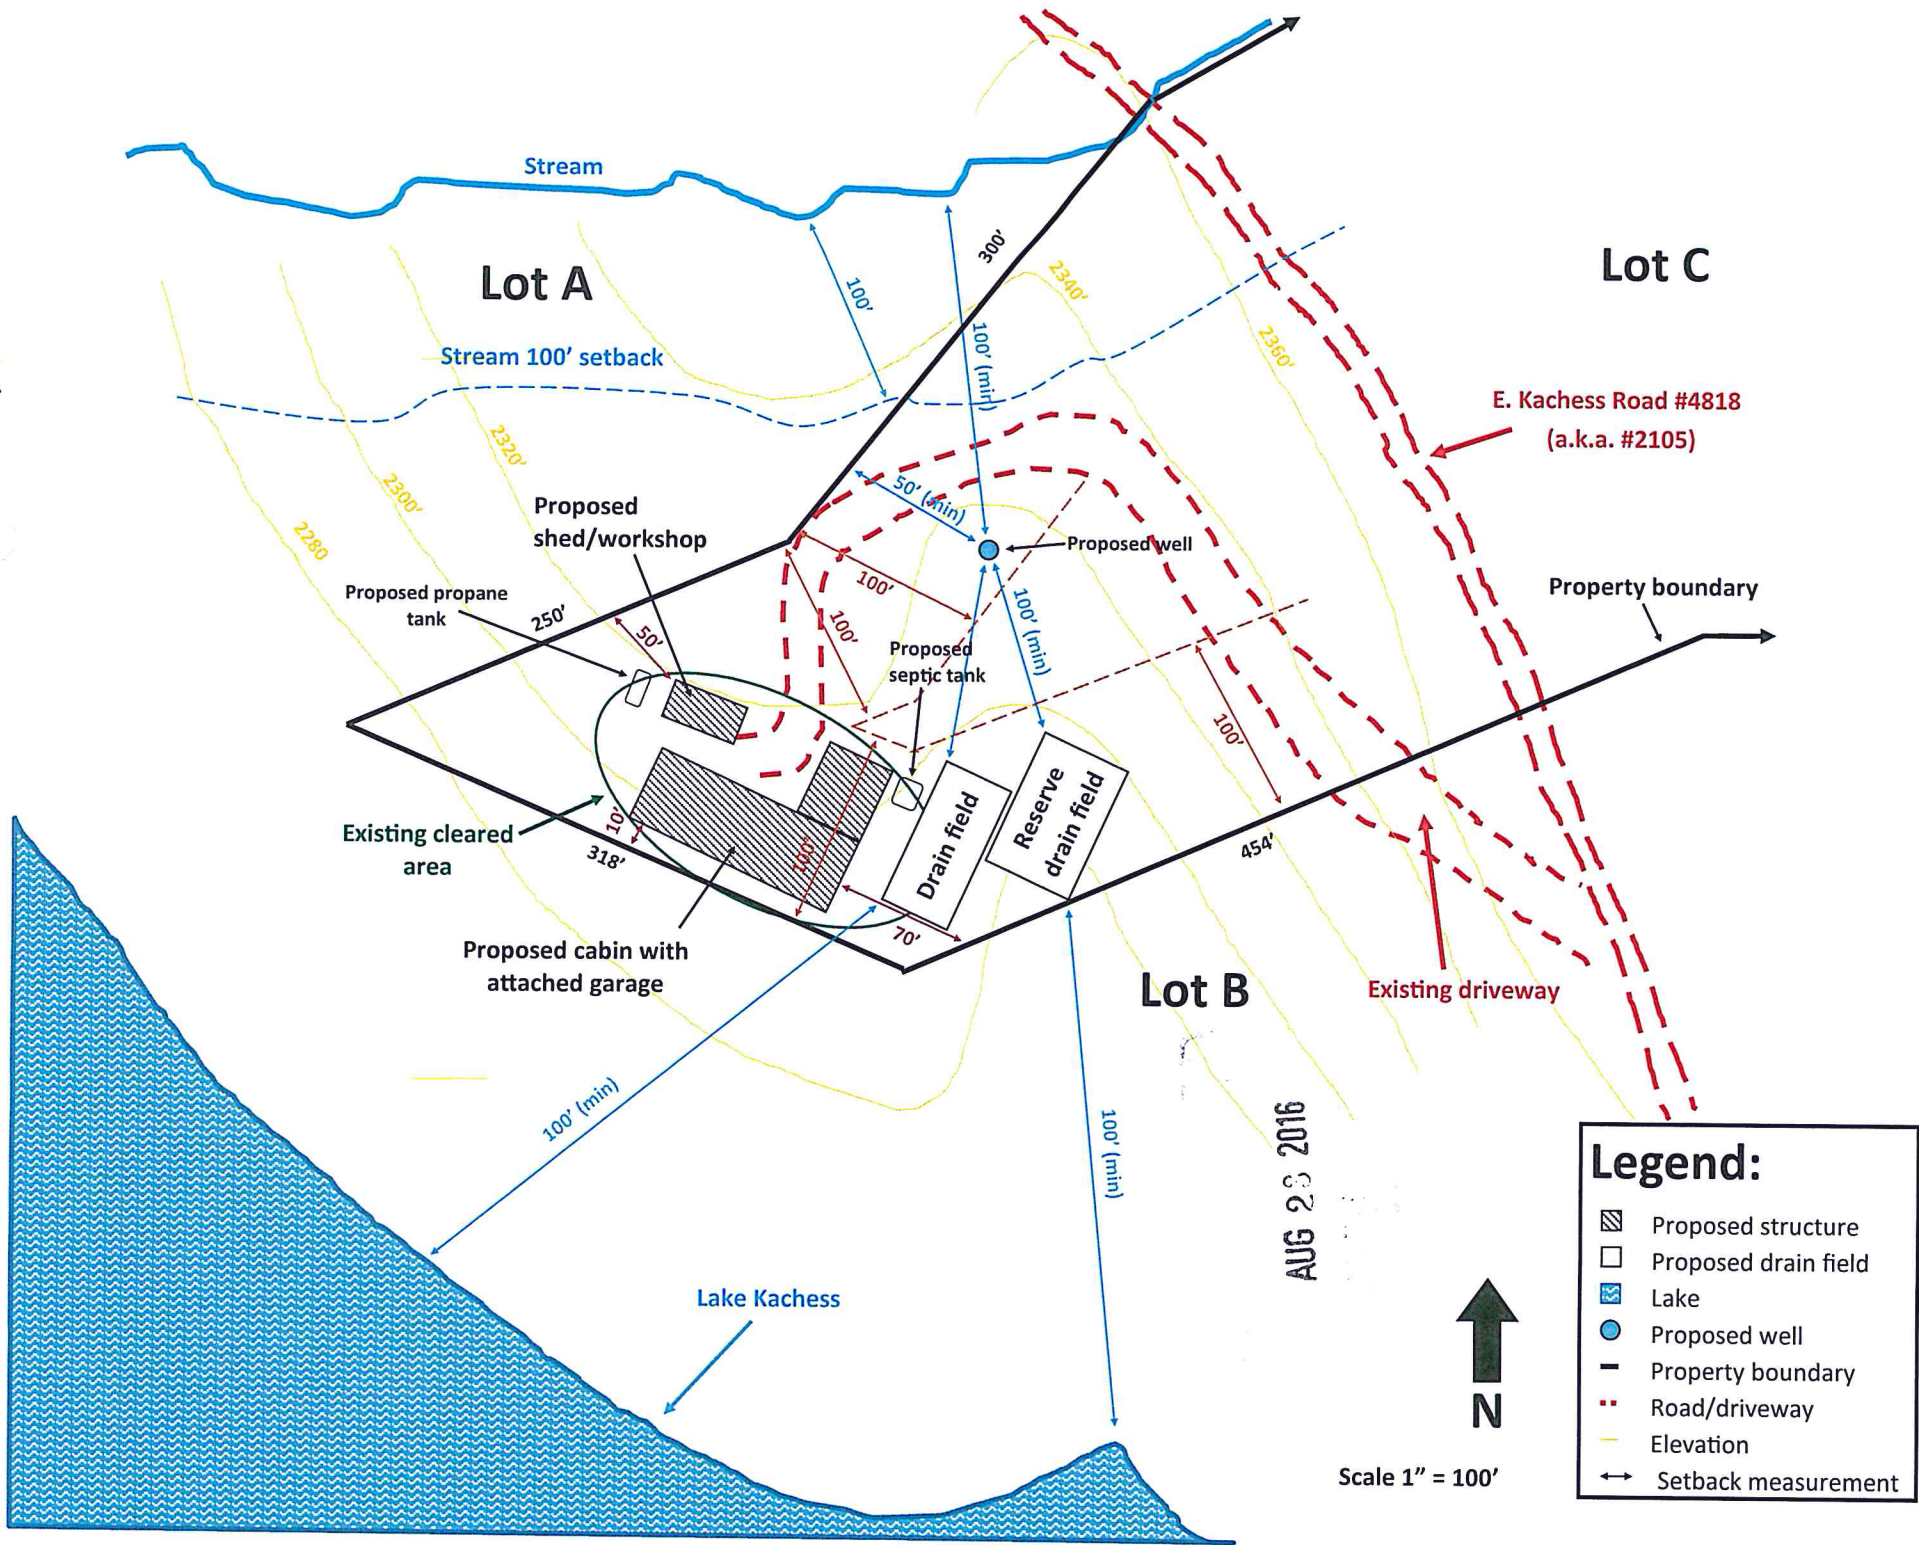 Stream
300'
Lot A
Lot C
2340'
100'
100' (min)
2360'
Stream 100' setback
E. Kachess Road #4818
(a.k.a. #2105)
2320'
2300'
2280
50' (min)
Proposed
shed/workshop
Proposed well
Property boundary
Proposed propane
tank
250'
50'
100'
100'
100' (min)
Proposed
septic tank
100'
Existing cleared
area
10'
318'
100'
Drain field
Reserve
drain field
454'
70'
Proposed cabin with
attached garage
Lot B
Existing driveway
100' (min)
100' (min)
AUG 23 2016
Lake Kachess
N
Scale 1” = 100'
Legend:
Proposed structure
Proposed drain field
Lake
Proposed well
Property boundary
Road/driveway
Elevation
Setback measurement